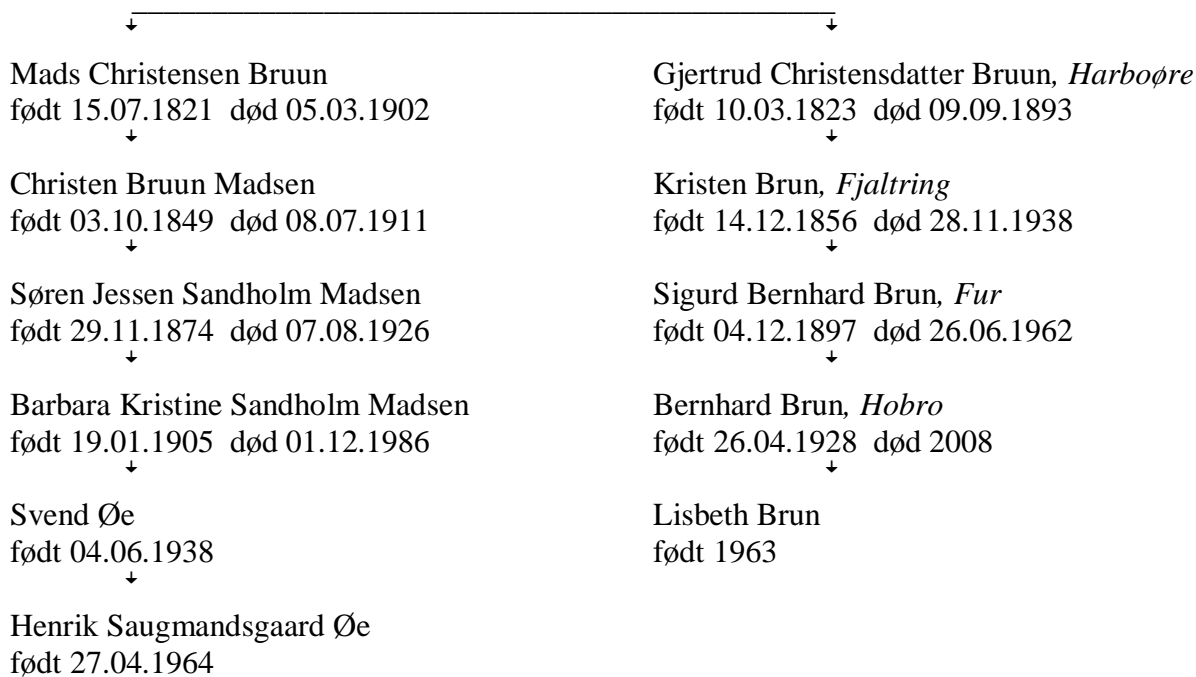 Mads Christensen Bruun
født 15.07.1821 død 05.03.1902
Christen Bruun Madsen
født 03.10.1849 død 08.07.1911
Søren Jessen Sandholm Madsen
født 29.11.1874 død 07.08.1926
Barbara Kristine Sandholm Madsen
født 19.01.1905 død 01.12.1986
Svend Øe
født 04.06.1938
Henrik Saugmandsgaard Øe
født 27.04.1964
Gjertrud Christensdatter Bruun, Harboøre
født 10.03.1823 død 09.09.1893
Kristen Brun, Fjaltring
født 14.12.1856 død 28.11.1938
Sigurd Bernhard Brun, Fur
født 04.12.1897 død 26.06.1962
Bernhard Brun, Hobro
født 26.04.1928 død 2008
Lisbeth Brun
født 1963